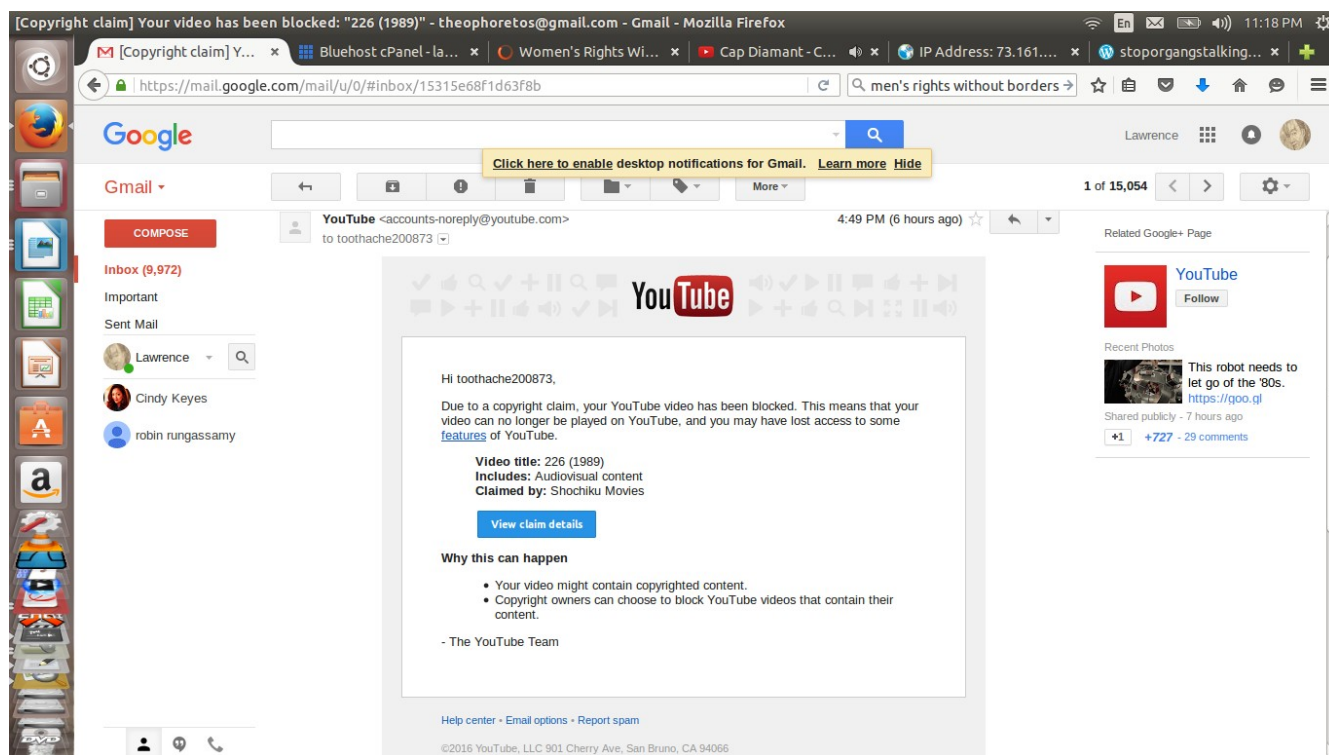 [Copyright claim] Your video has been blocked: "226 (1989)" - theophoretos@gmail.com - Gmail - Mozilla Firefox
En
11:18 PM
[Copyright claim] Y...
Bluehost cPanel - la...
Women's Rights Wi...
Cap Diamant - C...
IP Address: 73.161....
stoporgangstalking...
https://mail.google.com/mail/u/0/#inbox/15315e68f1d63f8b
men's rights without borders
Google
Lawrence
Click here to enable desktop notifications for Gmail. Learn more Hide
Gmail
More
1 of 15,054
COMPOSE
Inbox (9,972)
Important
Sent Mail
Lawrence
Cindy Keyes
robin rungassamy
YouTube <accounts-noreply@youtube.com>
4:49 PM (6 hours ago)
to toothache200873
YouTube
Hi toothache200873,
Due to a copyright claim, your YouTube video has been blocked. This means that your
video can no longer be played on YouTube, and you may have lost access to some
features of YouTube.
Video title: 226 (1989)
Includes: Audiovisual content
Claimed by: Shochiku Movies
View claim details
Why this can happen
Your video might contain copyrighted content.
Copyright owners can choose to block YouTube videos that contain their
content.
- The YouTube Team
Help center • Email options • Report spam
©2016 YouTube, LLC 901 Cherry Ave, San Bruno, CA 94066
Related Google+ Page
YouTube
Follow
Recent Photos
This robot needs to
let go of the '80s.
https://goo.gl
Shared publicly - 7 hours ago
+1 +727 - 29 comments